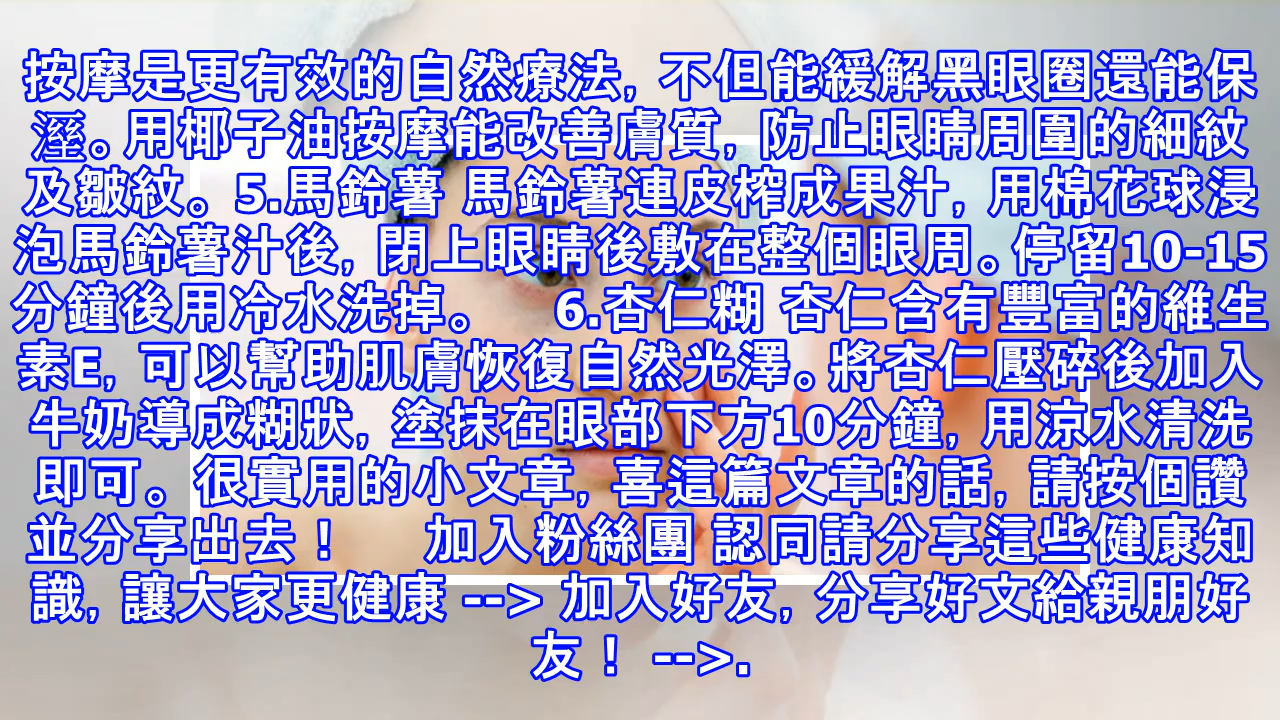 按摩是更有效的自然療法, 不但能緩解黑眼圈還能保
溼。用椰子油按摩能改善膚質, 防止眼睛周圍的細紋
及皺紋。5.馬鈴薯 馬鈴薯連皮榨成果汁, 用棉花球浸
泡馬鈴薯汁後, 閉上眼睛後敷在整個眼周。停留10-15
分鐘後用冷水洗掉。 6.杏仁糊 杏仁含有豐富的維生
素E, 可以幫助肌膚恢復自然光澤。將杏仁壓碎後加入
牛奶導成糊狀, 塗抹在眼部下方10分鐘, 用涼水清洗
即可。很實用的小文章, 喜這篇文章的話, 請按個讚
並分享出去！ 加入粉絲團 認同請分享這些健康知
識, 讓大家更健康 --> 加入好友, 分享好文給親朋好
友！ -->.